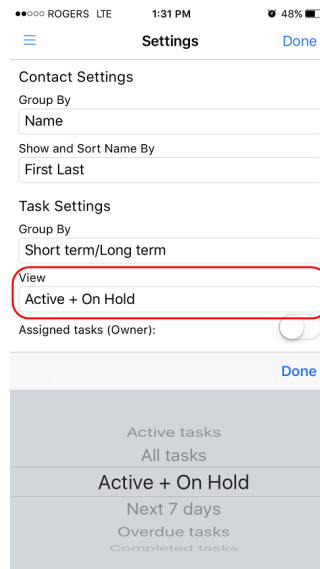 ROGERS LTE 1:31 PM 48%
Settings Done
Contact Settings
Group By
Name
Show and Sort Name By
First Last
Task Settings
Group By
Short term/Long term
View
Active + On Hold
Assigned tasks (Owner):
Done
Active tasks
All tasks
Active + On Hold
Next 7 days
Overdue tasks
Completed tasks